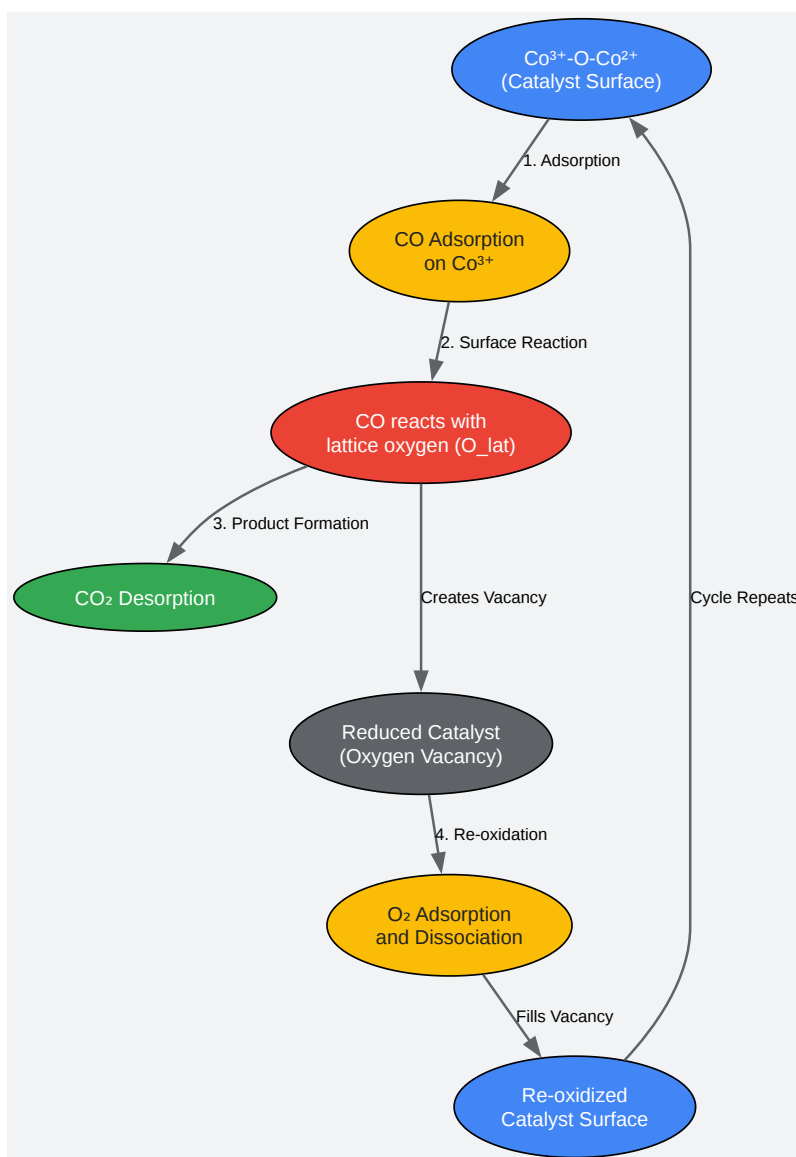 Co³⁺-O-Co²⁺
(Catalyst Surface)
1. Adsorption
CO Adsorption
on Co³⁺
2. Surface Reaction
CO reacts with
lattice oxygen (O_lat)
3. Product Formation
CO₂ Desorption
Creates Vacancy
Cycle Repeats
Reduced Catalyst
(Oxygen Vacancy)
4. Re-oxidation
O₂ Adsorption
and Dissociation
Fills Vacancy
Re-oxidized
Catalyst Surface